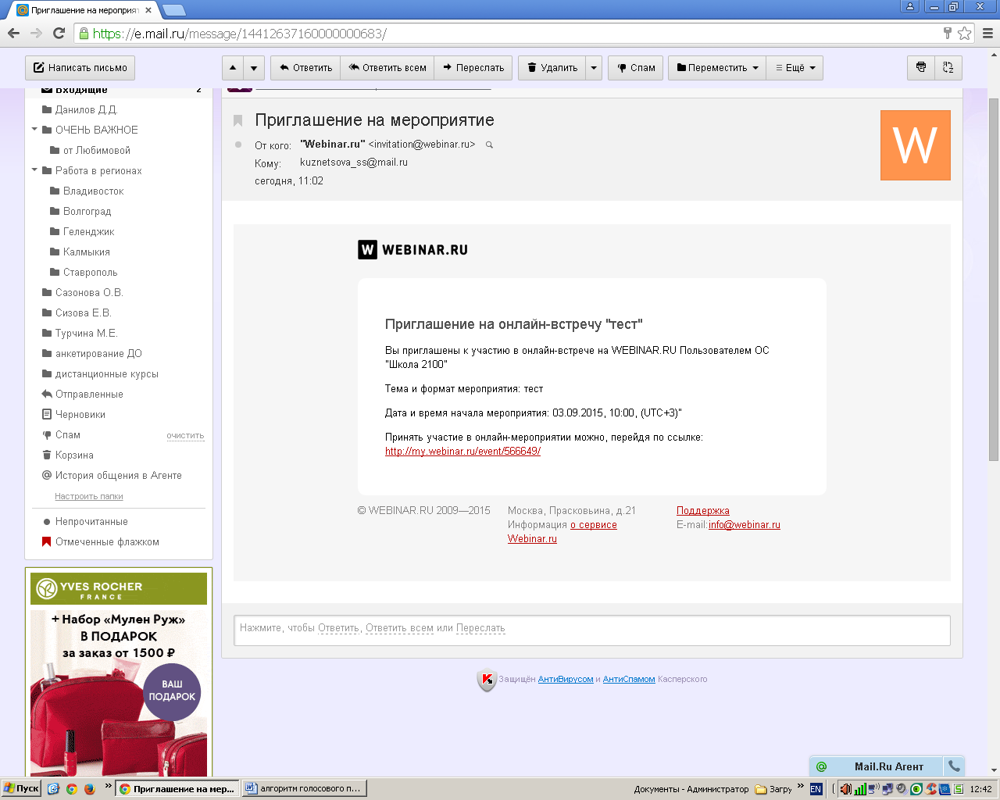 Приглашение на мероприят
https://e.mail.ru/message/14412637160000000683/
Написать письмо
Ответить
Ответить всем
Переслать
Удалить
Спам
Переместить
Ещё
Входящие 2
Данилов Д.Д.
ОЧЕНЬ ВАЖНОЕ
от Любимовой
Работа в регионах
Владивосток
Волгоград
Геленджик
Калмыкия
Ставрополь
Сазонова О.В.
Сизова Е.В.
Турчина М.Е.
анкетирование ДО
дистанционные курсы
Отправленные
Черновики
Спам очистить
Корзина
История общения в Агенте
Настроить папки
Непрочитанные
Отмеченные флажком
YVES ROCHER
FRANCE
+ Набор «Мулен Руж»
В ПОДАРОК
за заказ от 1500 ₽
ВАШ
ПОДАРОК
Приглашение на мероприятие
От кого: "Webinar.ru" <invitation@webinar.ru>
Кому: kuznetsova_ss@mail.ru
сегодня, 11:02
W
W WEBINAR.RU
Приглашение на онлайн-встречу "тест"
Вы приглашены к участию в онлайн-встрече на WEBINAR.RU Пользователем ОС
"Школа 2100"
Тема и формат мероприятия: тест
Дата и время начала мероприятия: 03.09.2015, 10:00, (UTC+3)"
Принять участие в онлайн-мероприятии можно, перейдя по ссылке:
http://my.webinar.ru/event/566649/
© WEBINAR.RU 2009—2015
Москва, Прасковьина, д.21
Информация о сервисе
Webinar.ru
Поддержка
E-mail:info@webinar.ru
Нажмите, чтобы Ответить, Ответить всем или Переслать
Защищён АнтиВирусом и АнтиСпамом Касперского
Mail.Ru Агент
Пуск
»
Приглашение на мер...
алгоритм голосового п...
Документы - Администратор
Загру
»
EN
12:42